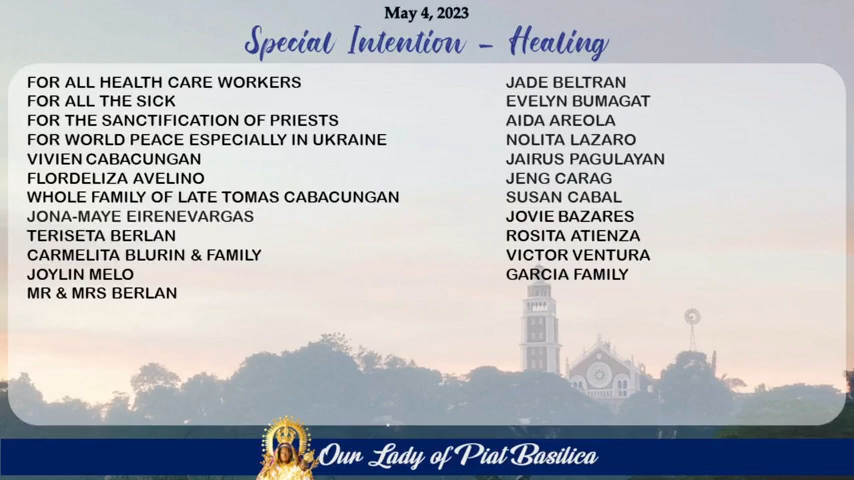 May 4, 2023
Special Intention - Healing
FOR ALL HEALTH CARE WORKERS
FOR ALL THE SICK
FOR THE SANCTIFICATION OF PRIESTS
FOR WORLD PEACE ESPECIALLY IN UKRAINE
VIVIEN CABACUNGAN
FLORDELIZA AVELINO
WHOLE FAMILY OF LATE TOMAS CABACUNGAN
JONA-MAYE EIRENEVARGAS
TERISETA BERLAN
CARMELITA BLURIN & FAMILY
JOYLIN MELO
MR & MRS BERLAN
JADE BELTRAN
EVELYN BUMAGAT
AIDA AREOLA
NOLITA LAZARO
JAIRUS PAGULAYAN
JENG CARAG
SUSAN CABAL
JOVIE BAZARES
ROSITA ATIENZA
VICTOR VENTURA
GARCIA FAMILY
Our Lady of Piat Basilica